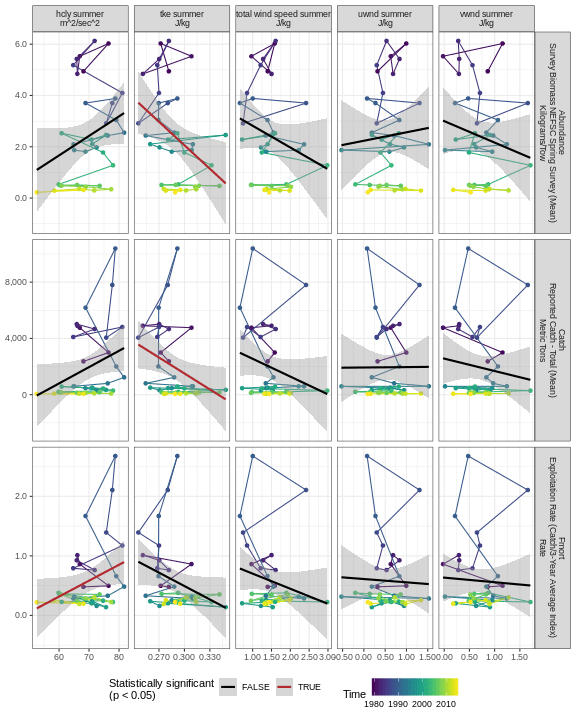 hcly summer
m^2/sec^2
tke summer
J/kg
total wind speed summer
J/kg
uwnd summer
J/kg
vwnd summer
J/kg
6.0
4.0
2.0
0.0
Abundance
Survey Biomass NEFSC Spring Survey (Mean)
Kilograms/Tow
8,000
4,000
0
Catch
Reported Catch - Total (Mean)
Metric Tons
2.0
1.0
0.0
Fmort
Exploitation Rate (Catch/3-Year Average Index)
Rate
60 70 80
0.270 0.300 0.330
1.00 1.50 2.00 2.50 3.00
0.50 0.00 0.50 1.00 1.50
0.00 0.50 1.00 1.50
Statistically significant
(p < 0.05)
FALSE TRUE
Time
1980 1990 2000 2010